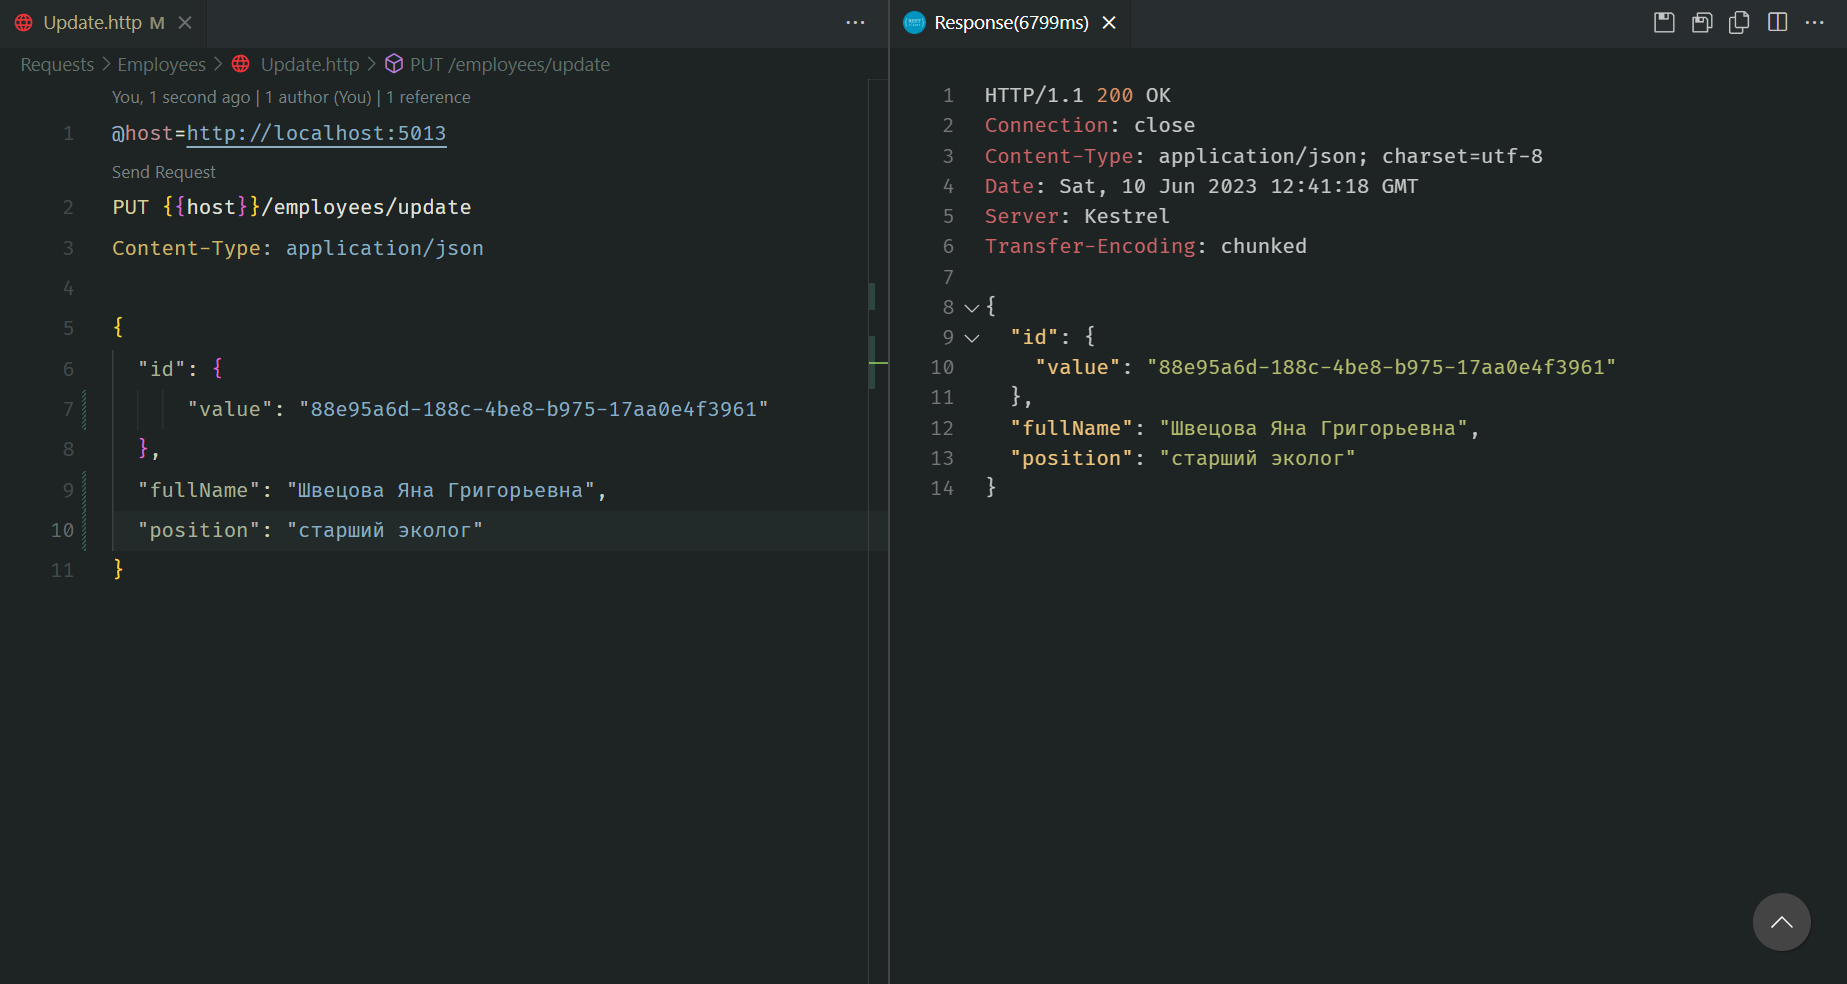 Update.http M
Requests > Employees > Update.http > PUT /employees/update
You, 1 second ago | 1 author (You) | 1 reference
1 @host=http://localhost:5013
Send Request
2 PUT {{host}}/employees/update
3 Content-Type: application/json
4
5 {
6 "id": {
7 "value": "88e95a6d-188c-4be8-b975-17aa0e4f3961"
8 },
9 "fullName": "Швецова Яна Григорьевна",
10 "position": "старший эколог"
11 }
Response(6799ms)
1 HTTP/1.1 200 OK
2 Connection: close
3 Content-Type: application/json; charset=utf-8
4 Date: Sat, 10 Jun 2023 12:41:18 GMT
5 Server: Kestrel
6 Transfer-Encoding: chunked
7
8 {
9 "id": {
10 "value": "88e95a6d-188c-4be8-b975-17aa0e4f3961"
11 },
12 "fullName": "Швецова Яна Григорьевна",
13 "position": "старший эколог"
14 }